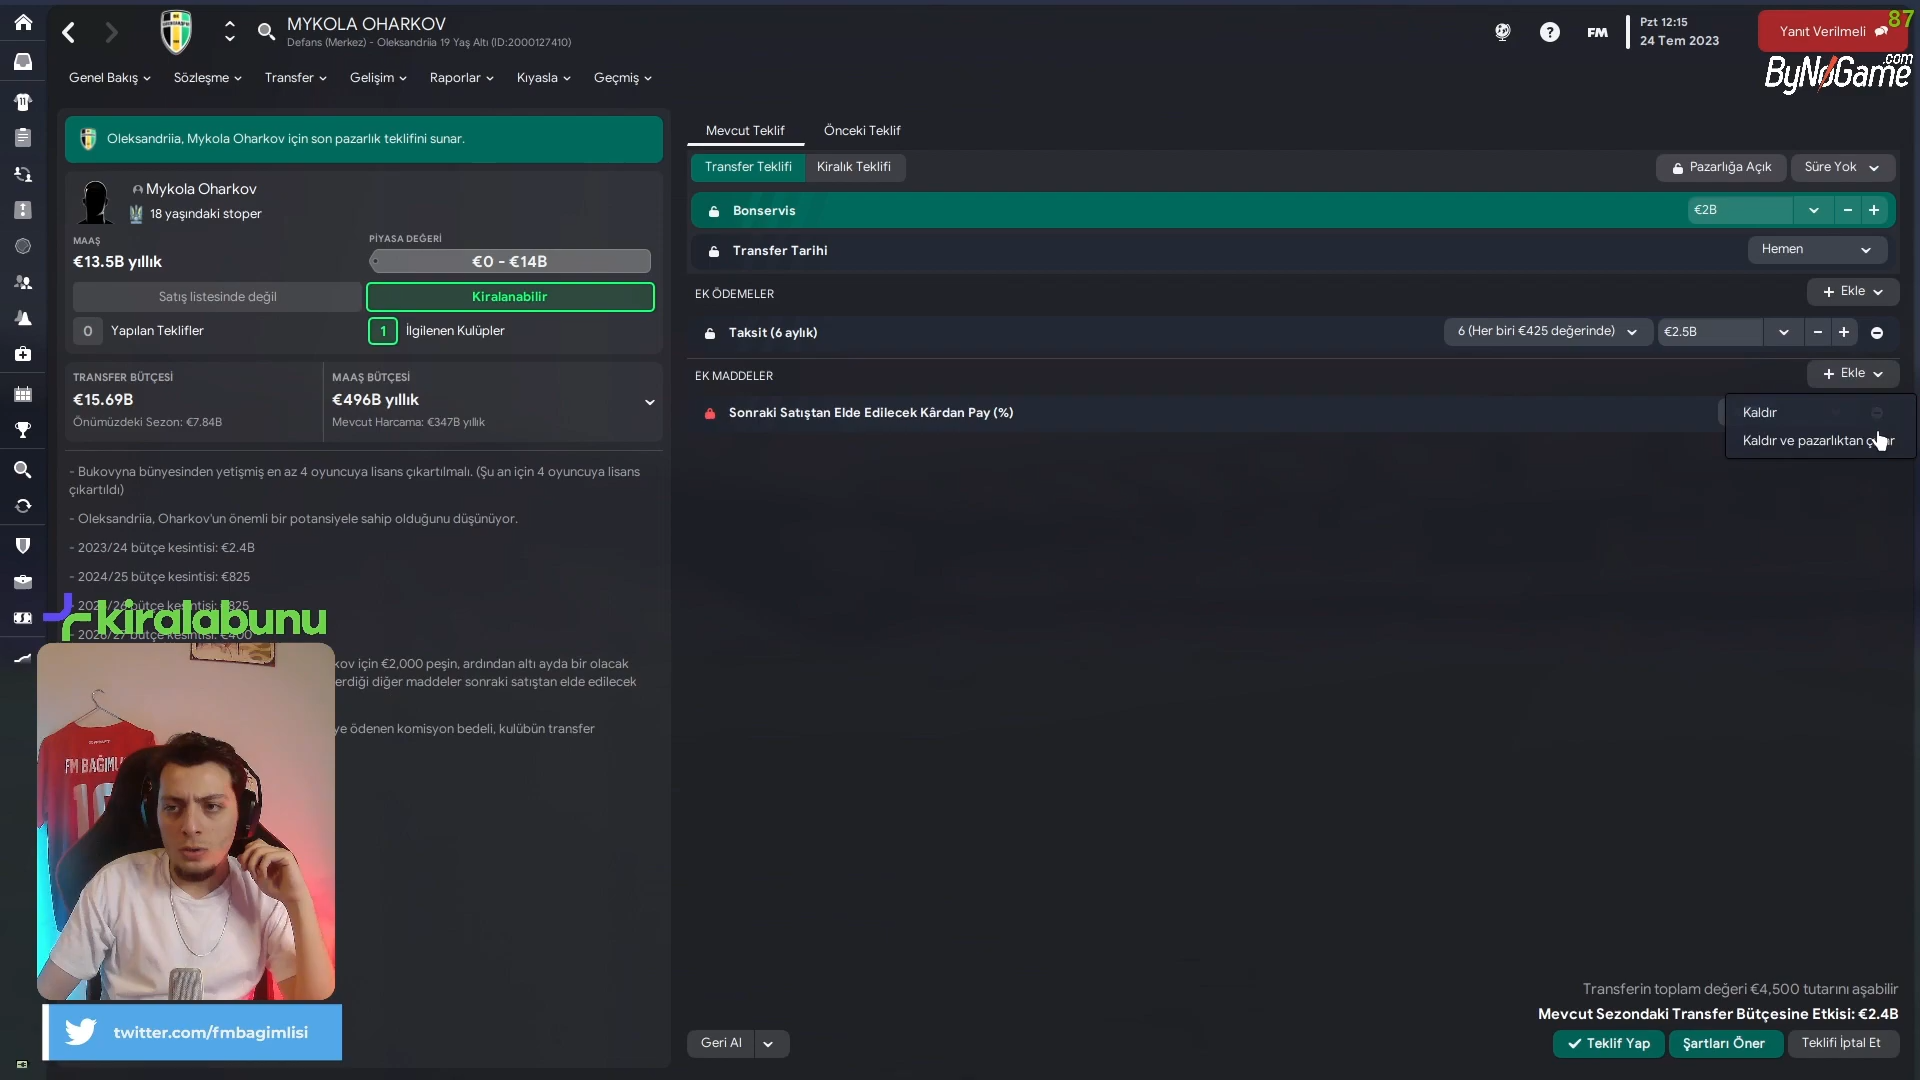 MYKOLA OHARKOV
Defans (Merkez) - Oleksandriia 19 Yaş Altı (ID:2000127410)
FM
Pzt 12:15
24 Tem 2023
Yanıt Verilmeli
87
ByNoGame
.com
Genel Bakış
Sözleşme
Transfer
Gelişim
Raporlar
Kıyasla
Geçmiş
Oleksandriia, Mykola Oharkov için son pazarlık teklifini sunar.
Mykola Oharkov
18 yaşındaki stoper
MAAŞ
€13.5B yıllık
PİYASA DEĞERİ
€0 - €14B
Satış listesinde değil
Kiralanabilir
0 Yapılan Teklifler
1 İlgilenen Kulüpler
TRANSFER BÜTÇESİ
€15.69B
Önümüzdeki Sezon: €7.84B
MAAŞ BÜTÇESİ
€496B yıllık
Mevcut Harcama: €347B yıllık
- Bukovyna bünyesinden yetişmiş en az 4 oyuncuya lisans çıkartılmalı. (Şu an için 4 oyuncuya lisans
çıkartıldı)
- Oleksandriia, Oharkov'un önemli bir potansiyele sahip olduğunu düşünüyor.
- 2023/24 bütçe kesintisi: €2.4B
- 2024/25 bütçe kesintisi: €825
bütçe kesintisi:
bütçe kesintisi:
kiralabunu
kov için €2,000 peşin, ardından altı ayda bir olacak
erdiği diğer maddeler sonraki satıştan elde edilecek
ye ödenen komisyon bedeli, kulübün transfer
FM BAĞIMLI
twitter.com/fmbagimlisi
Mevcut Teklif
Önceki Teklif
Transfer Teklifi
Kiralık Teklifi
Pazarlığa Açık
Süre Yok
Bonservis
€2B
Transfer Tarihi
Hemen
EK ÖDEMELER
+ Ekle
Taksit (6 aylık)
6 (Her biri €425 değerinde)
€2.5B
EK MADDELER
+ Ekle
Sonraki Satıştan Elde Edilecek Kârdan Pay (%)
Kaldır
Kaldır ve pazarlıktan
Transferin toplam değeri €4,500 tutarını aşabilir
Mevcut Sezondaki Transfer Bütçesine Etkisi: €2.4B
Geri Al
Teklif Yap
Şartları Öner
Teklifi İptal Et